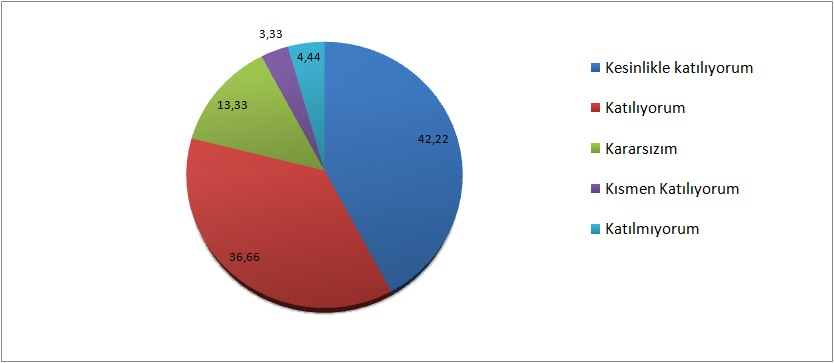 3,33
4,44
13,33
42,22
36,66
Kesinlikle katılıyorum
Katılıyorum
Kararsızım
Kısmen Katılıyorum
Katılmıyorum